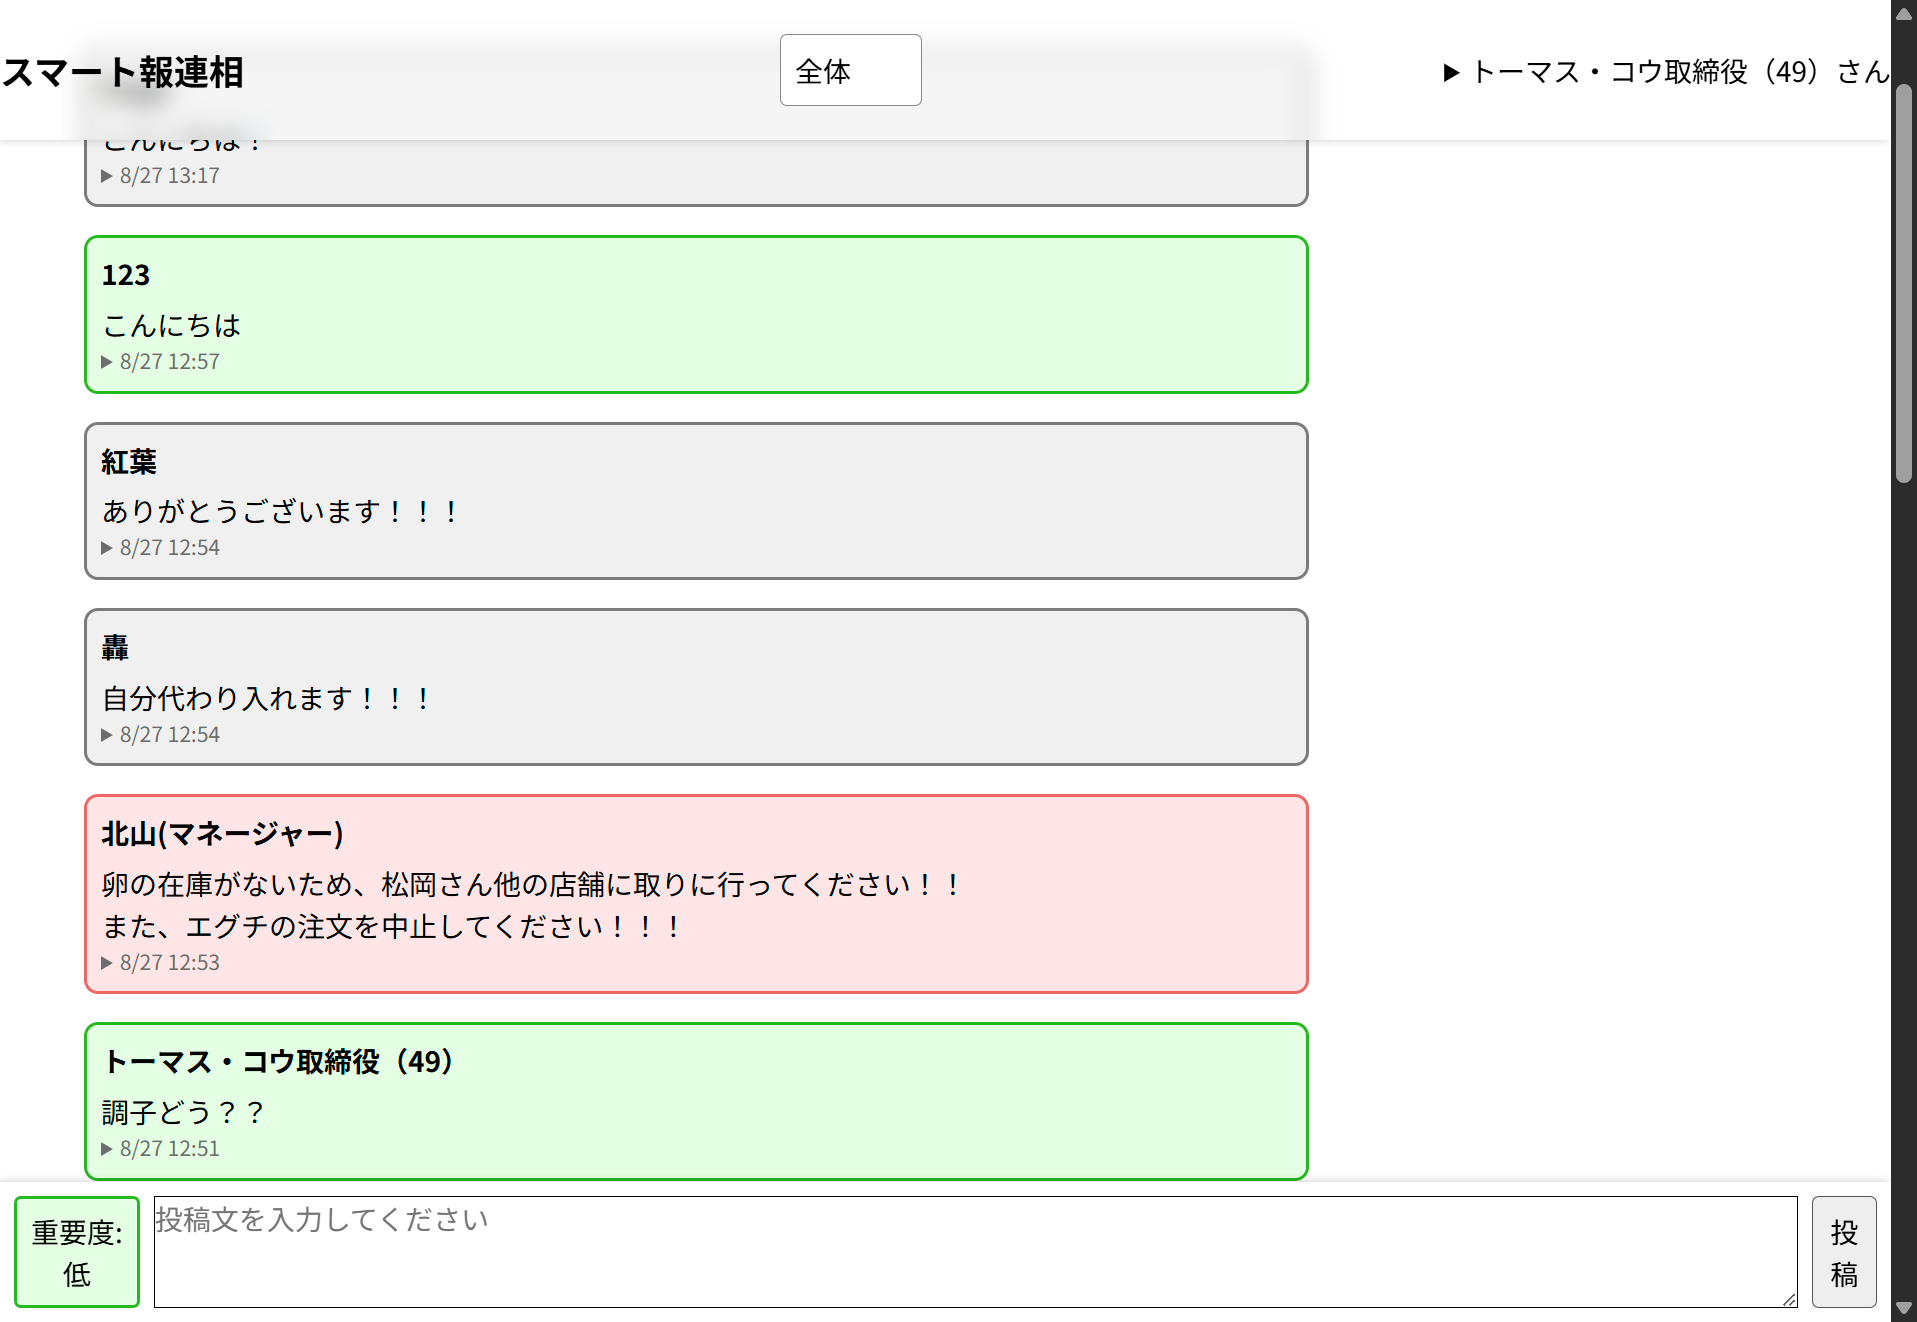 スマート報連相
全体
▶ トーマス・コウ取締役（49）さん
こんにちは！
▶ 8/27 13:17
123
こんにちは
▶ 8/27 12:57
紅葉
ありがとうございます！！！
▶ 8/27 12:54
轟
自分代わり入れます！！！
▶ 8/27 12:54
北山(マネージャー)
卵の在庫がないため、松岡さん他の店舗に取りに行ってください！！
また、エグチの注文を中止してください！！！
▶ 8/27 12:53
トーマス・コウ取締役（49）
調子どう？？
▶ 8/27 12:51
重要度:
低
投稿文を入力してください
投
稿